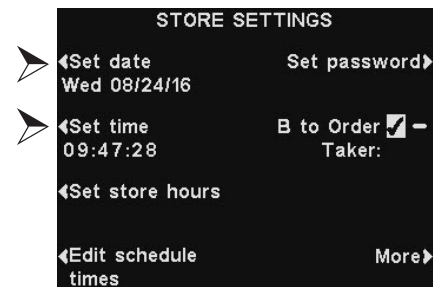 STORE SETTINGS
Set date
Wed 08/24/16
Set password
Set time
09:47:28
B to Order ✓ –
Taker:
Set store hours
Edit schedule
times
More